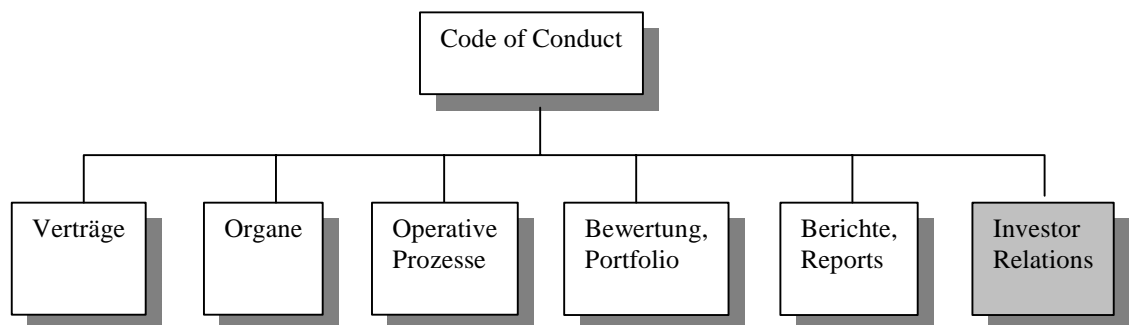 Code of Conduct
Verträge
Organe
Operative
Prozesse
Bewertung,
Portfolio
Berichte,
Reports
Investor
Relations